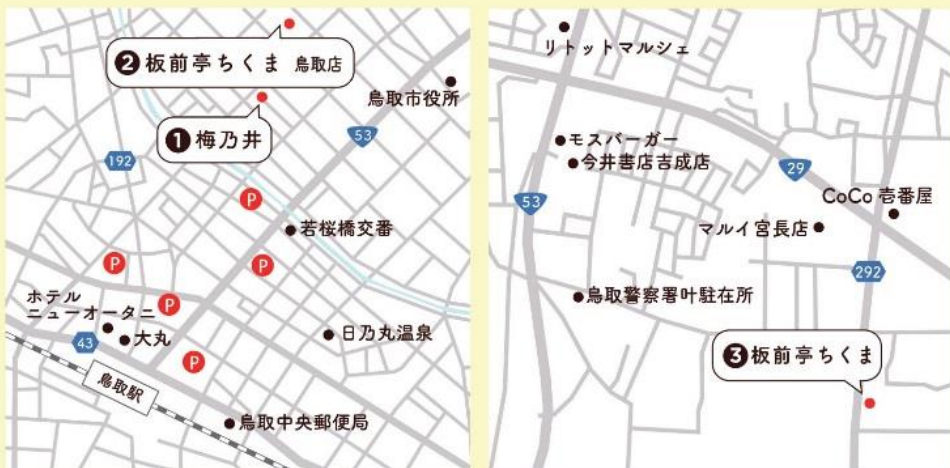 ❷板前亭ちくま 鳥取店
鳥取市役所
❶梅乃井
53
192
P
若桜橋交番
P
P
ホテル
ニューオータニ
P
43
大丸
日乃丸温泉
P
鳥取駅
鳥取中央郵便局
リトットマルシェ
モスバーガー
今井書店吉成店
29
53
CoCo 壱番屋
マルイ宮長店
292
鳥取警察署叶駐在所
❸板前亭ちくま